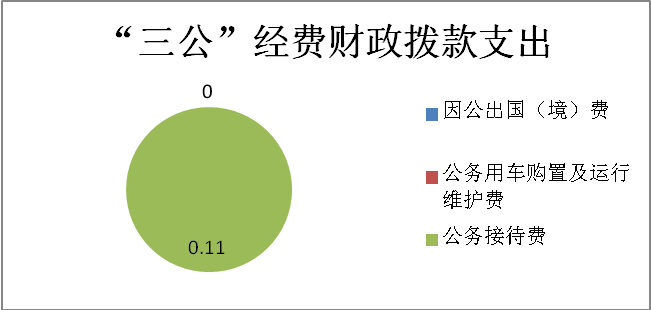 “三公”经费财政拨款支出
0
0.11
因公出国（境）费
公务用车购置及运行
维护费
公务接待费